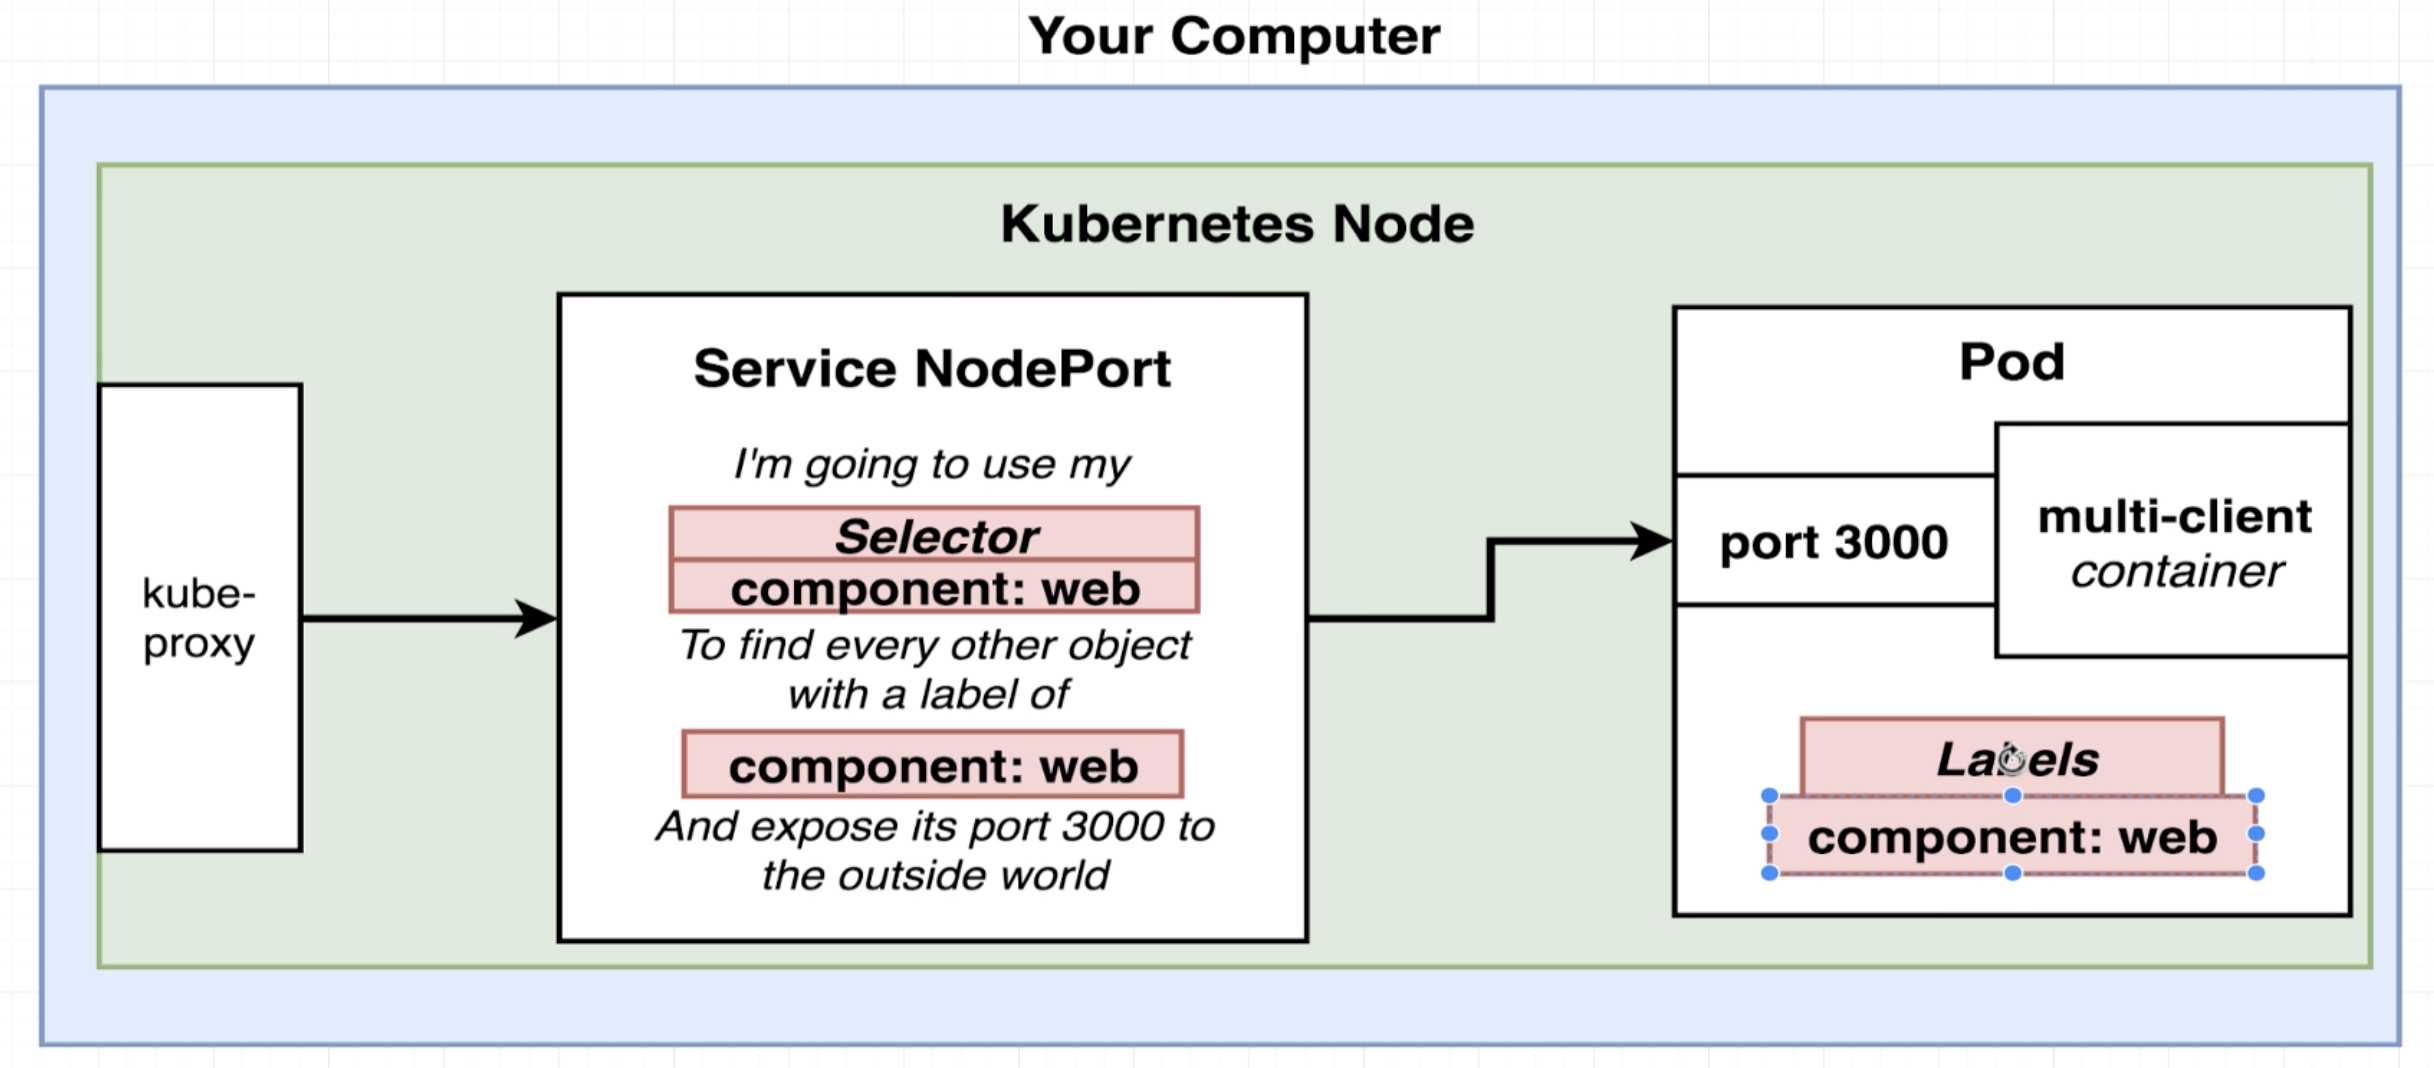 Your Computer
Kubernetes Node
kube-
proxy
Service NodePort
I'm going to use my
Selector
component: web
To find every other object
with a label of
component: web
And expose its port 3000 to
the outside world
Pod
port 3000
multi-client
container
Labels
component: web